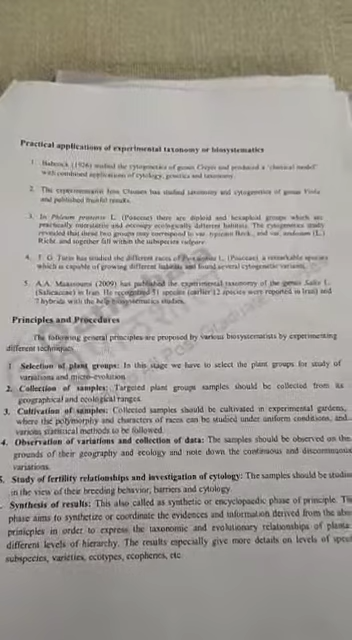 Practical applications of experimental taxonomy or biosystematics
1. Babcock (1926) studied the cytogenetics of genus Crepis and produced a "classical model"
with combined applications of cytology, genetics and taxonomy.
2. The experimentalist Jens Clausen has studied taxonomy and cytogenetics of genus Viola
and published fruitful results.
3. In Phleum pratense L. (Poaceae) there are diploid and hexaploid groups which are
practically intersterile and occupy ecologically different habitats. The cytogenetics study
revealed that these two groups may correspond to var. and var. nodosum (L.)
Richt. and together fall within the subspecies vulgare.
4. F. G. has studied the different races of L. (Poaceae), a remarkable species
which is capable of growing different habitats and found several cytogenetic variants.
5. A.A. (2009) has published the experimental taxonomy of the genus Salix L.
(Salicaceae) in Iran. He recognized 31 species (earlier 12 species were reported in Iran) and
7 hybrids with the help biosystematics studies.
Principles and Procedures
The following general principles are proposed by various biosystematists by experimenting
different techniques.
1. Selection of plant groups: In this stage we have to select the plant groups for study of
variations and micro-evolution
2. Collection of samples: Targeted plant groups samples should be collected from its
geographical and ecological ranges.
3. Cultivation of samples: Collected samples should be cultivated in experimental gardens,
where the polymorphy and characters of races can be studied under uniform conditions, and
various statistical methods to be followed.
4. Observation of variations and collection of data: The samples should be observed on the
grounds of their geography and ecology and note down the continuous and discontinuous
variations.
5. Study of fertility relationships and investigation of cytology: The samples should be studie
in the view of their breeding behavior, barriers and cytology.
Synthesis of results: This also called as synthetic or encyclopaedic phase of principle. Th
phase aims to synthetize or coordinate the evidences and information derived from the abo
principles in order to express the taxonomic and evolutionary relationships of plants
different levels of hierarchy. The results especially give more details on levels of speci
subspecies, varieties, ecotypes, ecophenes, etc.